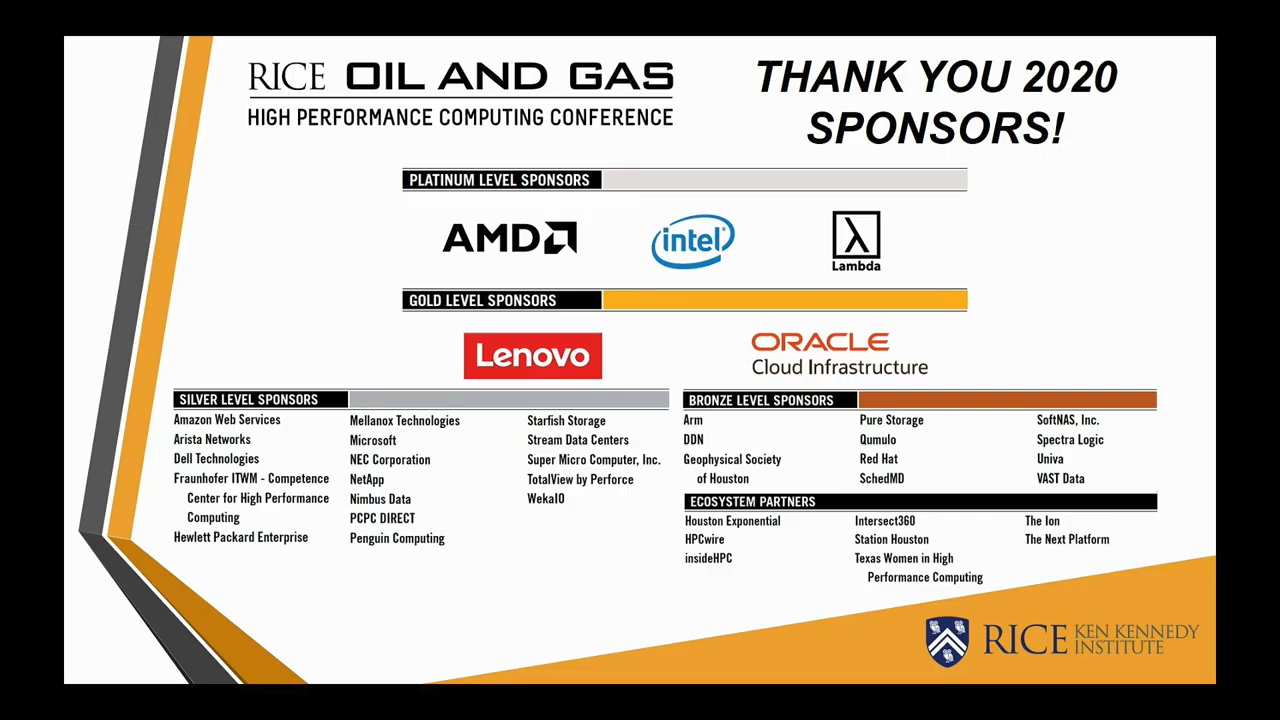 RICE OIL AND GAS
HIGH PERFORMANCE COMPUTING CONFERENCE
THANK YOU 2020
SPONSORS!
PLATINUM LEVEL SPONSORS
AMD
intel
Lambda
GOLD LEVEL SPONSORS
Lenovo
ORACLE
Cloud Infrastructure
SILVER LEVEL SPONSORS
Amazon Web Services
Arista Networks
Dell Technologies
Fraunhofer ITWM - Competence
Center for High Performance
Computing
Hewlett Packard Enterprise
Mellanox Technologies
Microsoft
NEC Corporation
NetApp
Nimbus Data
PCPC DIRECT
Penguin Computing
Starfish Storage
Stream Data Centers
Super Micro Computer, Inc.
TotalView by Perforce
WekaIO
BRONZE LEVEL SPONSORS
Arm
DDN
Geophysical Society
of Houston
Pure Storage
Qumulo
Red Hat
SchedMD
SoftNAS, Inc.
Spectra Logic
Univa
VAST Data
ECOSYSTEM PARTNERS
Houston Exponential
HPCwire
insideHPC
Intersect360
Station Houston
Texas Women in High
Performance Computing
The Ion
The Next Platform
RICE KEN KENNEDY
INSTITUTE